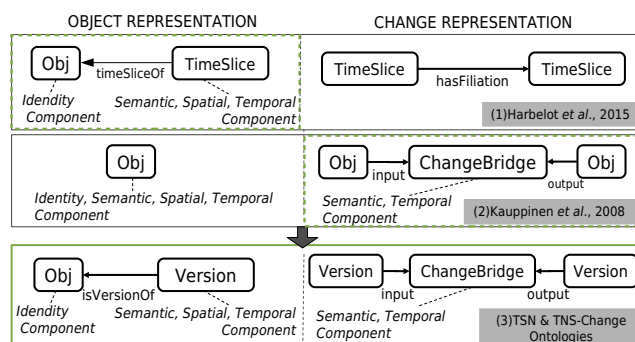 OBJECT REPRESENTATION
CHANGE REPRESENTATION
Obj
timeSliceOf
TimeSlice
Idendity
Component
Semantic, Spatial, Temporal
Component
TimeSlice
hasFiliation
TimeSlice
(1)Harbelot et al., 2015
Obj
Identity, Semantic, Spatial, Temporal
Component
Obj
input
ChangeBridge
output
Obj
Semantic, Temporal
Component
(2)Kauppinen et al., 2008
Obj
isVersionOf
Version
Idendity
Component
Semantic, Spatial, Temporal
Component
Version
input
ChangeBridge
output
Version
Semantic, Temporal
Component
(3)TSN & TNS-Change
Ontologies